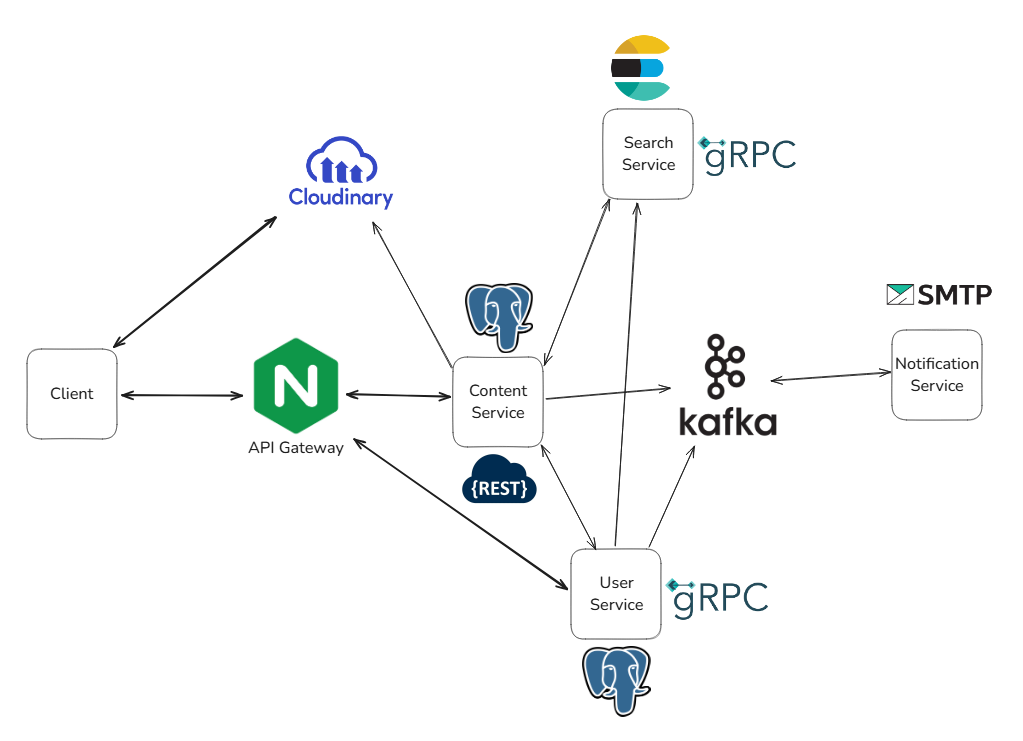 Search
Service
gRPC
Cloudinary
SMTP
Client
N
API Gateway
Content
Service
{REST}
kafka
Notification
Service
User
Service
gRPC